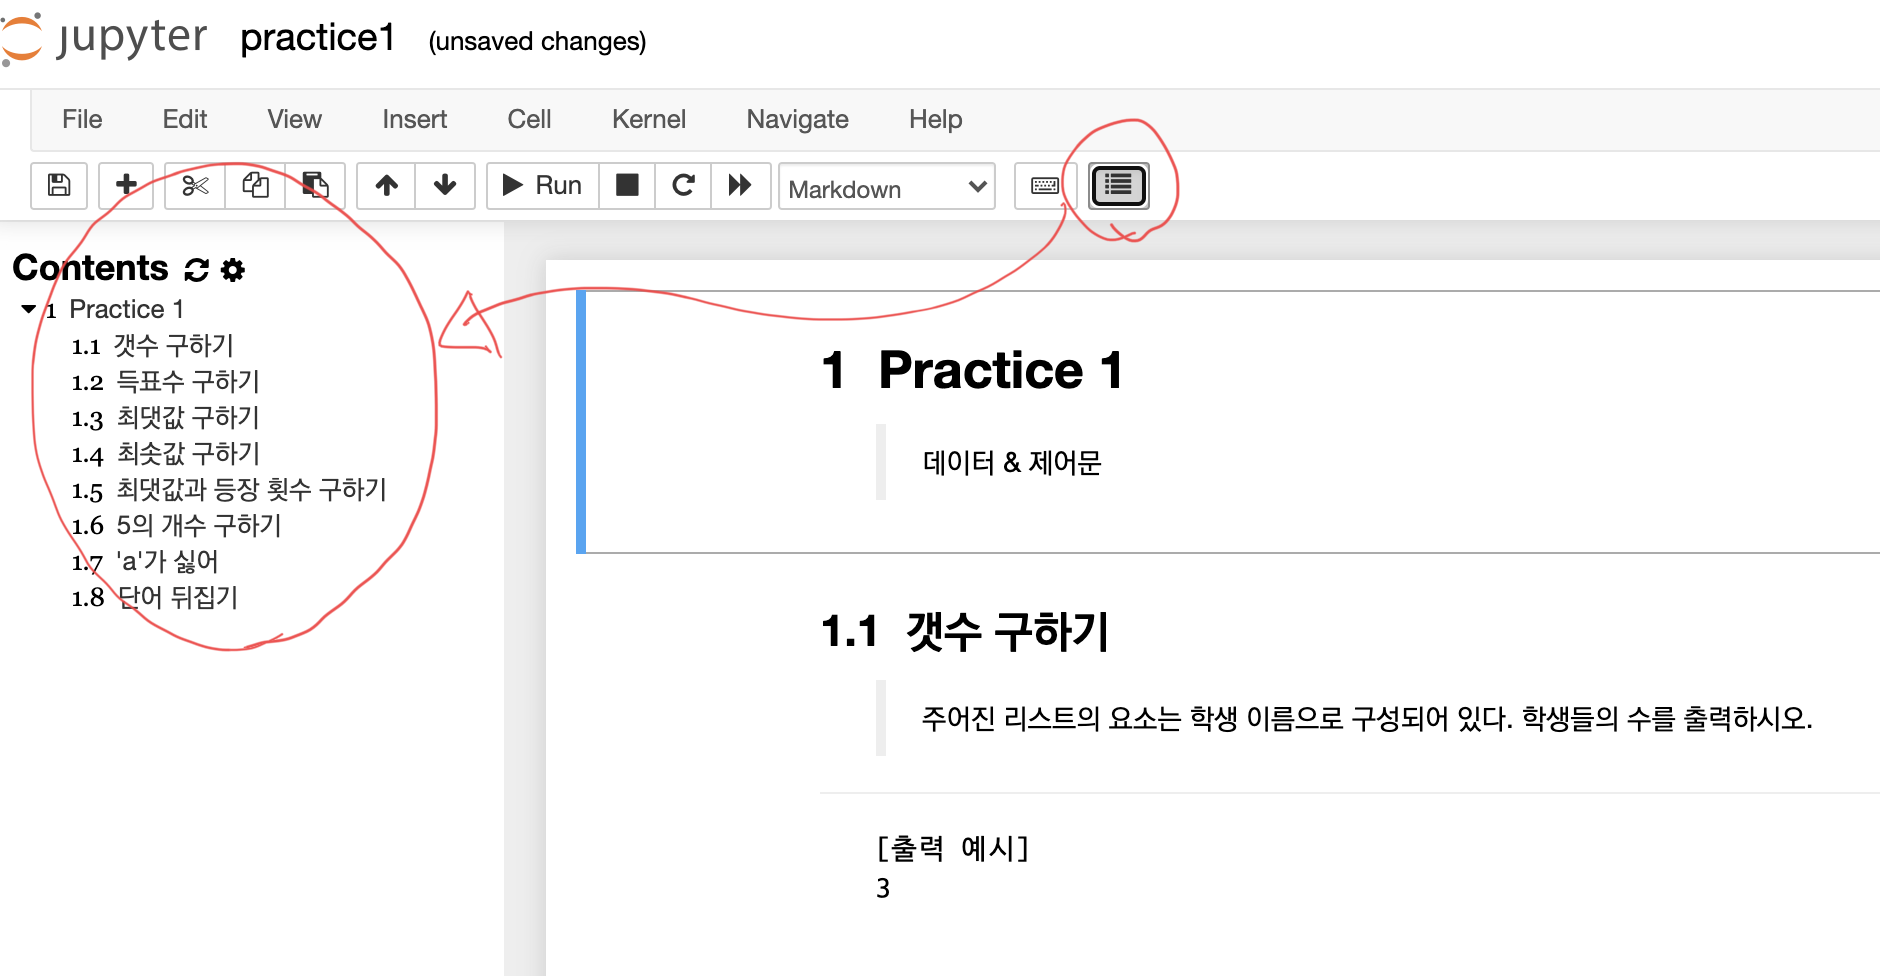 jupyter practice1 (unsaved changes)
File Edit View Insert Cell Kernel Navigate Help
Run Markdown
Contents
1 Practice 1
1.1 갯수 구하기
1.2 득표수 구하기
1.3 최댓값 구하기
1.4 최솟값 구하기
1.5 최댓값과 등장 횟수 구하기
1.6 5의 개수 구하기
1.7 'a'가 싫어
1.8 단어 뒤집기
1 Practice 1
데이터 & 제어문
1.1 갯수 구하기
주어진 리스트의 요소는 학생 이름으로 구성되어 있다. 학생들의 수를 출력하시오.
[출력 예시]
3